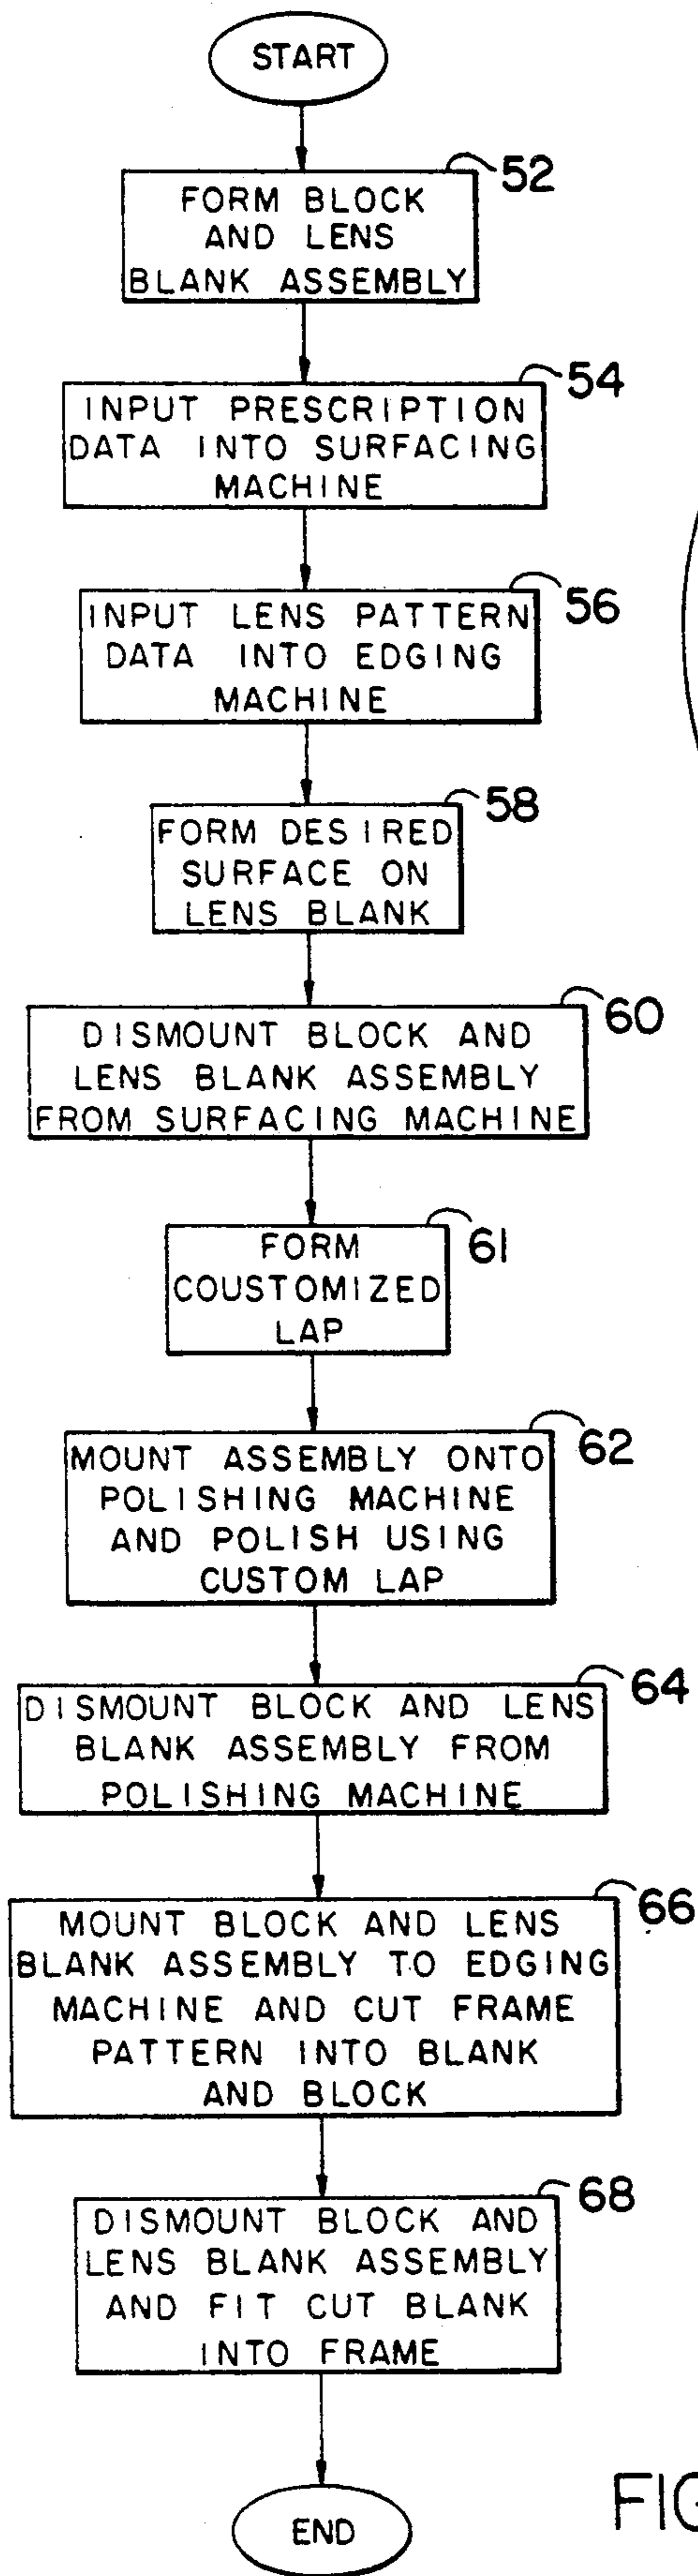 START
52
FORM BLOCK
AND LENS
BLANK ASSEMBLY
54
INPUT PRESCRIPTION
DATA INTO SURFACING
MACHINE
56
INPUT LENS PATTERN
DATA INTO EDGING
MACHINE
58
FORM DESIRED
SURFACE ON
LENS BLANK
60
DISMOUNT BLOCK AND
LENS BLANK ASSEMBLY
FROM SURFACING MACHINE
61
FORM
COUSTOMIZED
LAP
62
MOUNT ASSEMBLY ONTO
POLISHING MACHINE
AND POLISH USING
CUSTOM LAP
64
DISMOUNT BLOCK AND LENS
BLANK ASSEMBLY FROM
POLISHING MACHINE
66
MOUNT BLOCK AND LENS
BLANK ASSEMBLY TO EDGING
MACHINE AND CUT FRAME
PATTERN INTO BLANK
AND BLOCK
68
DISMOUNT BLOCK AND
LENS BLANK ASSEMBLY
AND FIT CUT BLANK
INTO FRAME
END
FIG